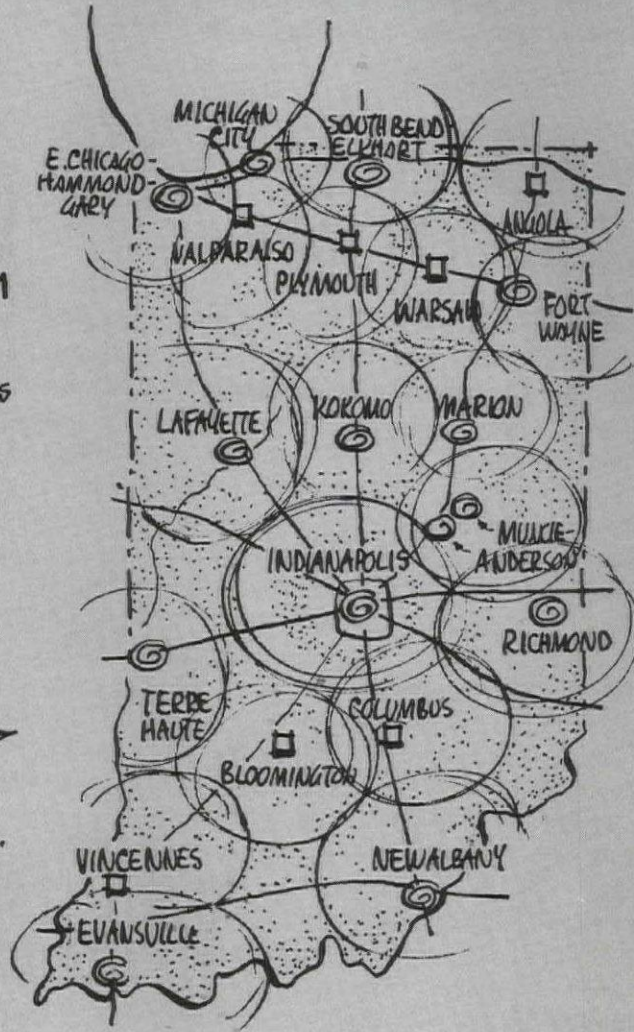 MICHIGAN
CITY
SOUTH BEND
ELKHART
E. CHICAGO-
HAMMOND-
GARY
ANGOLA
VALPARAISO
PLYMOUTH
WARSAW
FORT
WAYNE
LAFAYETTE
KOKOMO
MARION
MUNCIE-
ANDERSON
INDIANAPOLIS
RICHMOND
TERRE
HAUTE
COLUMBUS
BLOOMINGTON
VINCENNES
NEW ALBANY
EVANSVILLE